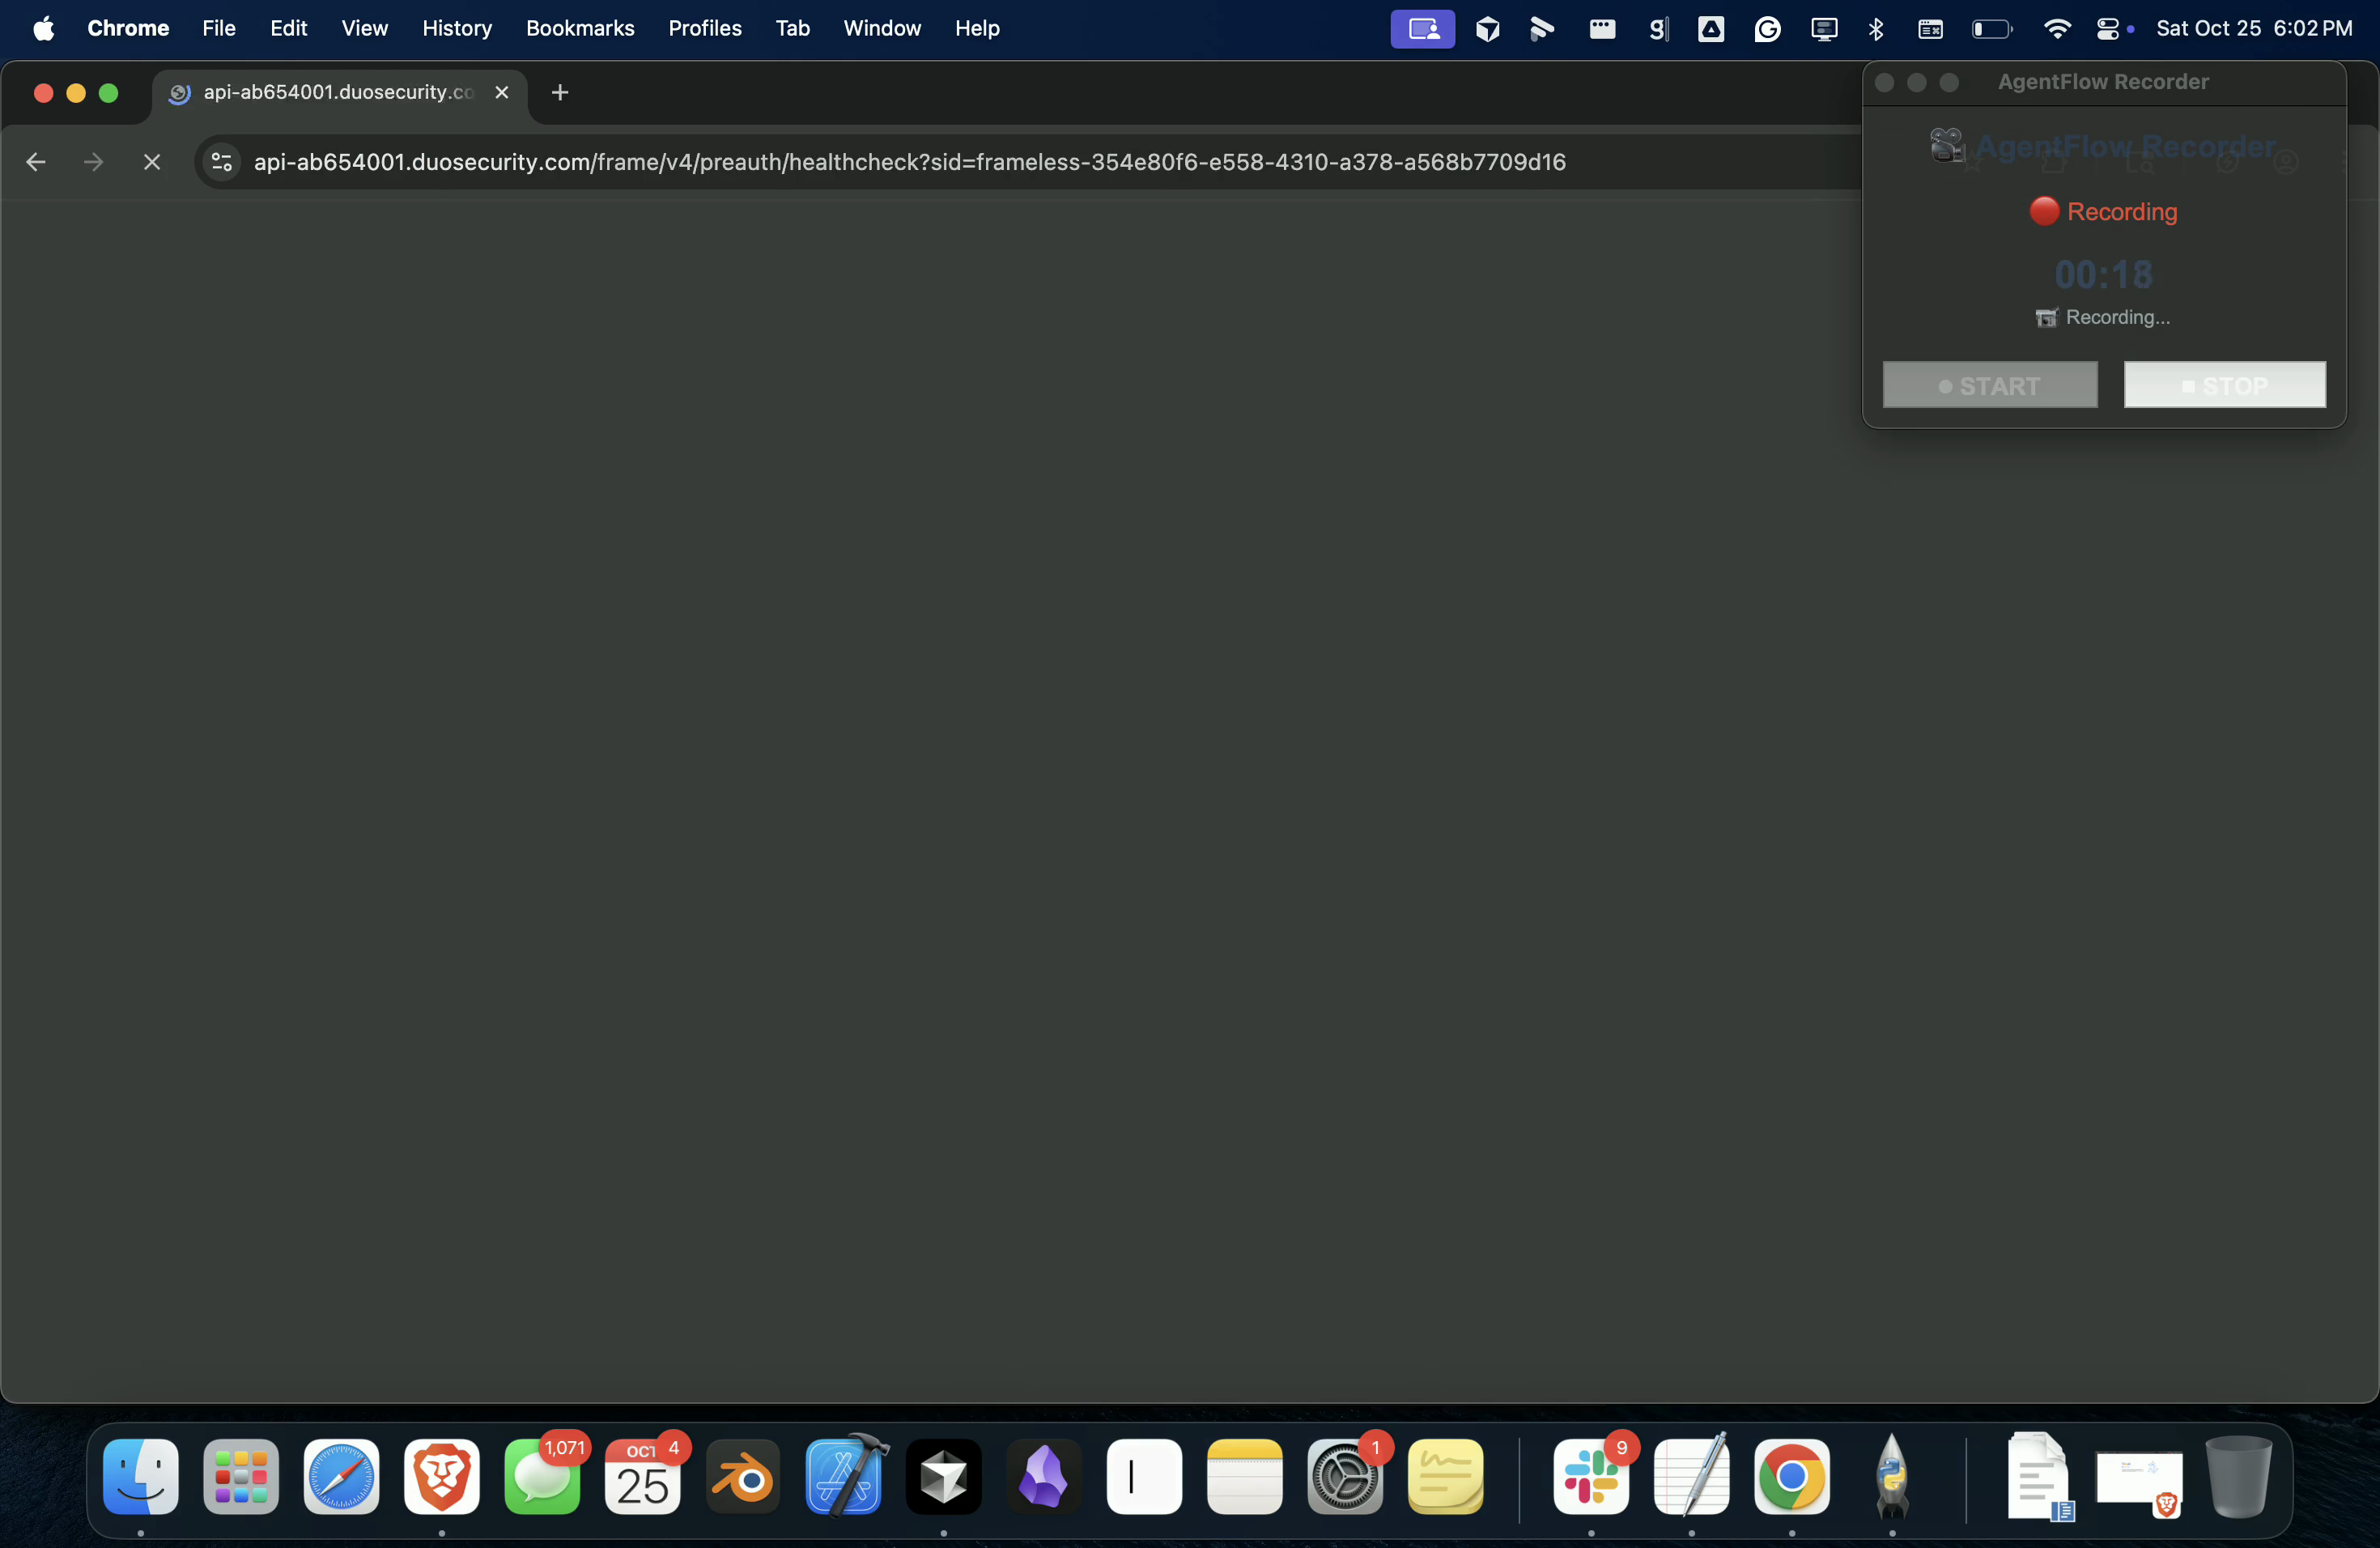 Chrome File Edit View History Bookmarks Profiles Tab Window Help Sat Oct 25 6:02 PM
api-ab654001.duosecurity.co
AgentFlow Recorder
api-ab654001.duosecurity.com/frame/v4/preauth/healthcheck?sid=frameless-354e80f6-e558-4310-a378-a568b7709d16
AgentFlow Recorder
Recording
00:18
Recording...
START STOP
1,071
OCT 4
25
1
9